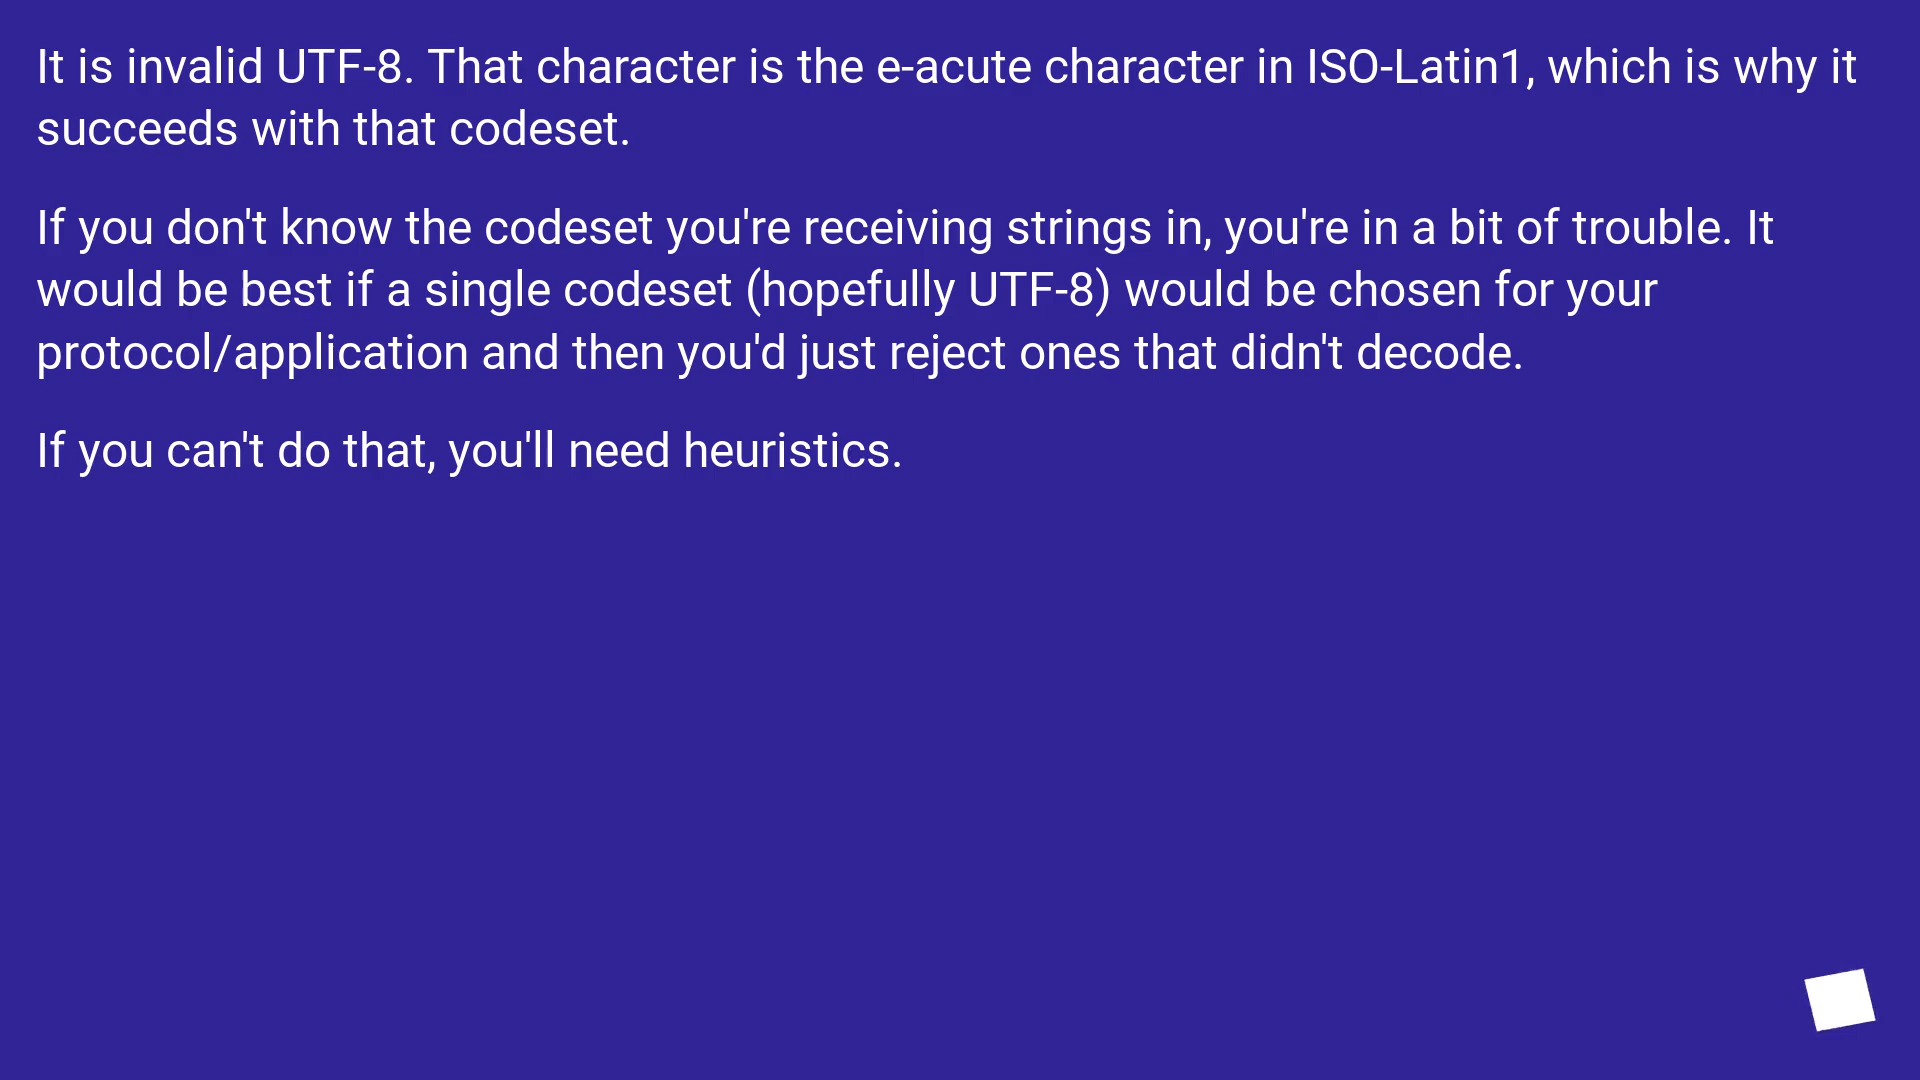 It is invalid UTF-8. That character is the e-acute character in ISO-Latin1, which is why it
succeeds with that codeset.
If you don't know the codeset you're receiving strings in, you're in a bit of trouble. It
would be best if a single codeset (hopefully UTF-8) would be chosen for your
protocol/application and then you'd just reject ones that didn't decode.
If you can't do that, you'll need heuristics.